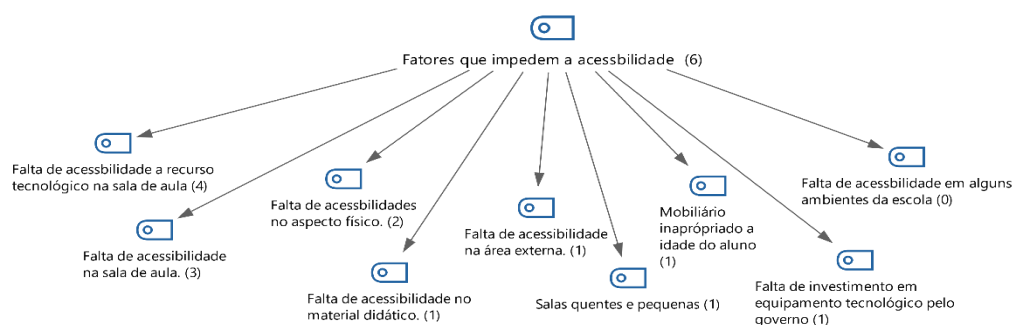 Fatores que impedem a acessbilidade (6)
Falta de acessbilidade a recurso
tecnológico na sala de aula (4)
Falta de acessibilidade
na sala de aula. (3)
Falta de acessbilidades
no aspecto físico. (2)
Falta de acessibilidade no
material didático. (1)
Falta de acessibilidade
na área externa. (1)
Salas quentes e pequenas (1)
Mobiliário
inaprópriado a
idade do aluno
(1)
Falta de investimento em
equipamento tecnológico pelo
governo (1)
Falta de acessbilidade em alguns
ambientes da escola (0)